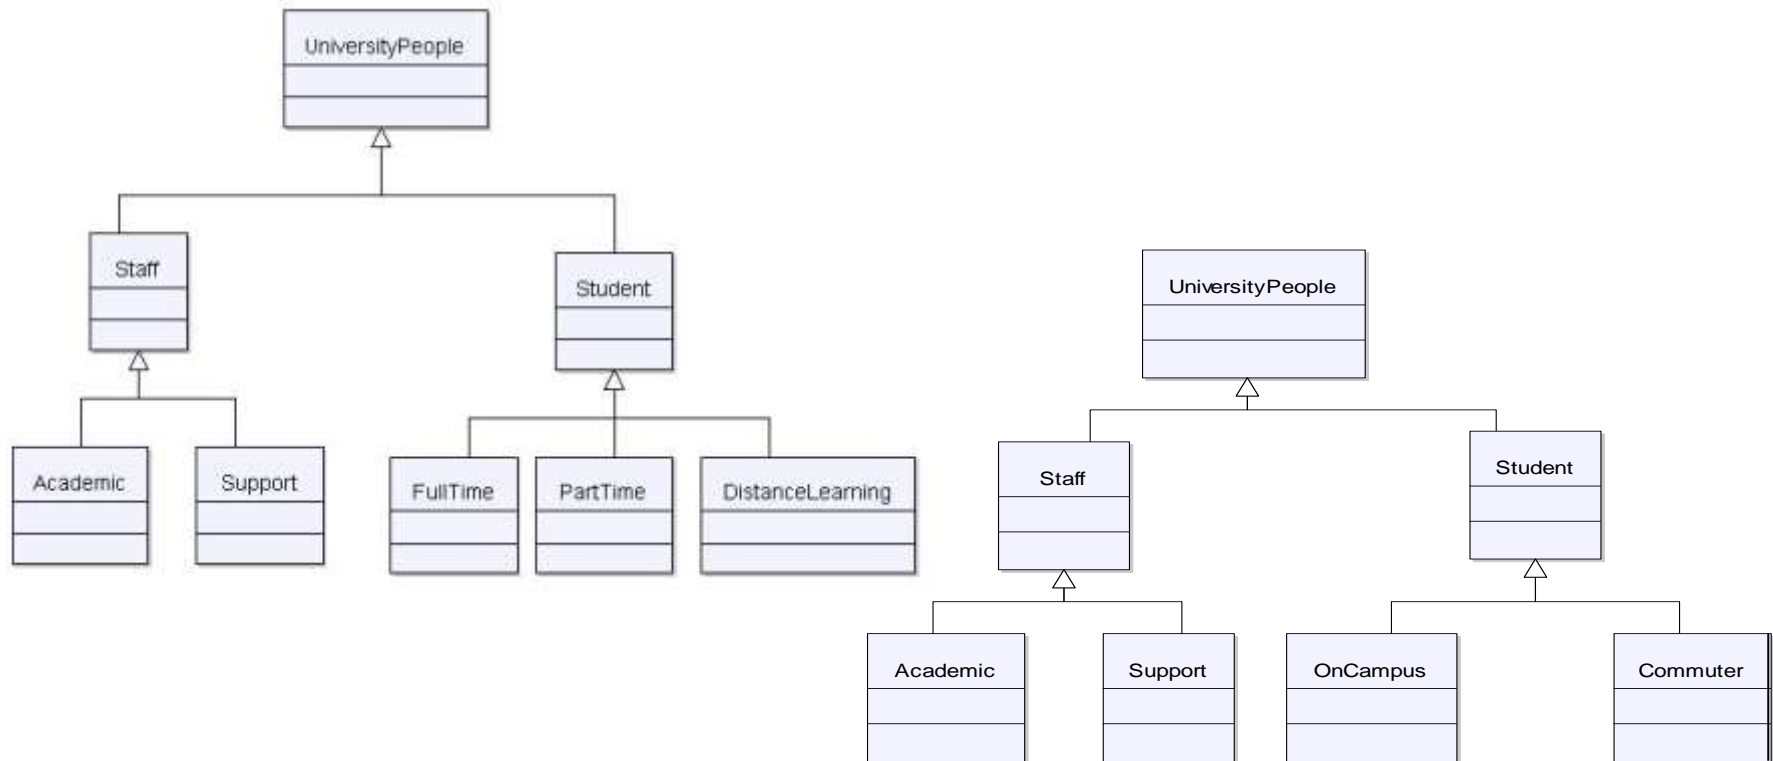 UniversityPeople
Staff
Student
Academic
Support
FullTime
PartTime
DistanceLearning
UniversityPeople
Staff
Student
Academic
Support
OnCampus
Commuter